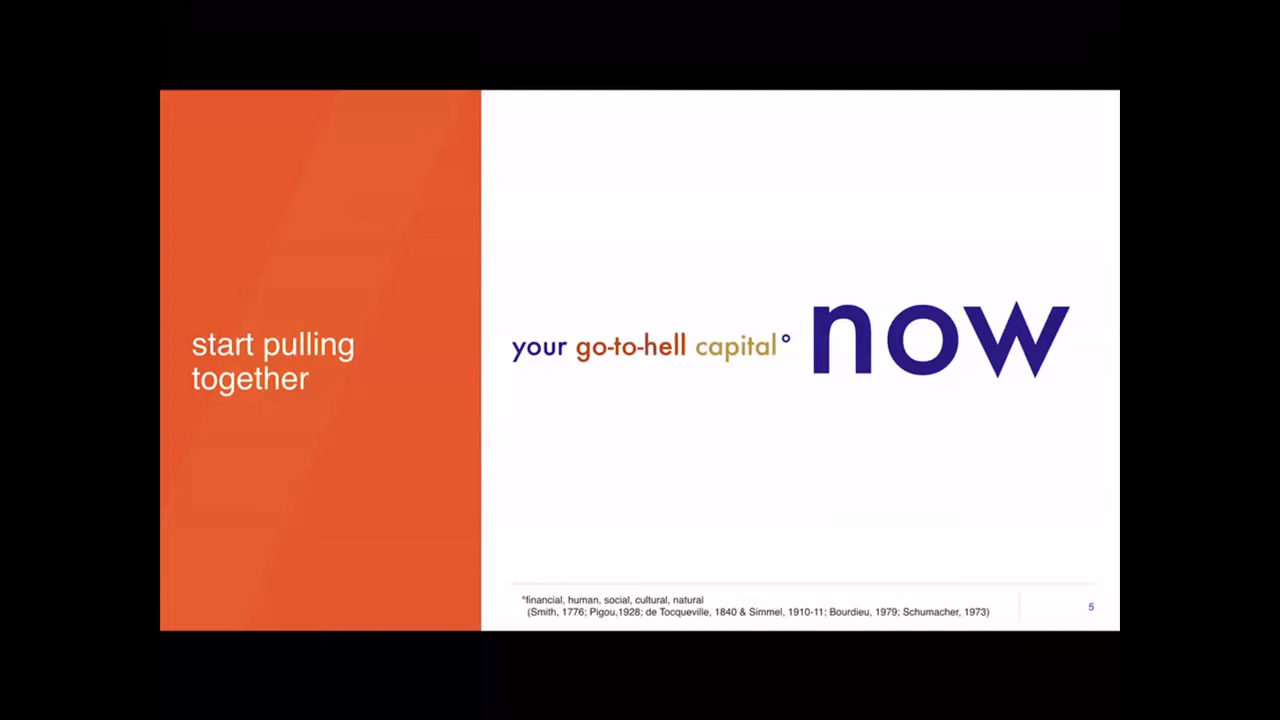 start pulling
together
your go-to-hell capital° now
°financial, human, social, cultural, natural
(Smith, 1776; Pigou,1928; de Tocqueville, 1840 & Simmel, 1910-11; Bourdieu, 1979; Schumacher, 1973)
5